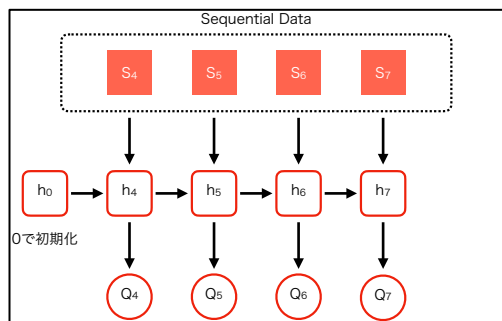 Sequential Data
S4 S5 S6 S7
h0 h4 h5 h6 h7
0で初期化
Q4 Q5 Q6 Q7